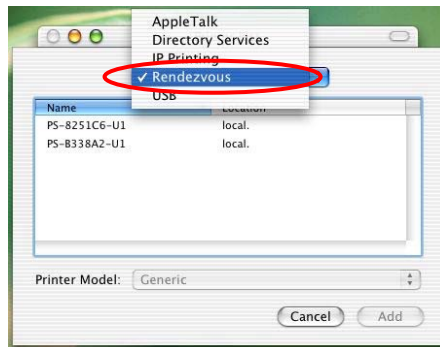 AppleTalk
Directory Services
IP Printing
✓ Rendezvous
USB
Name Location
PS-8251C6-U1 local.
PS-B338A2-U1 local.
Printer Model: Generic
Cancel Add